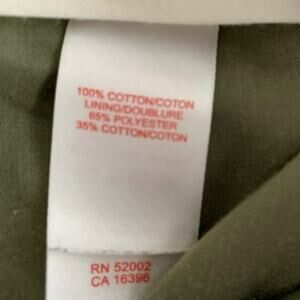 100% COTTON/COTON
LINING/DOUBLURE
65% POLYESTER
35% COTTON/COTON
RN 52002
CA 16396